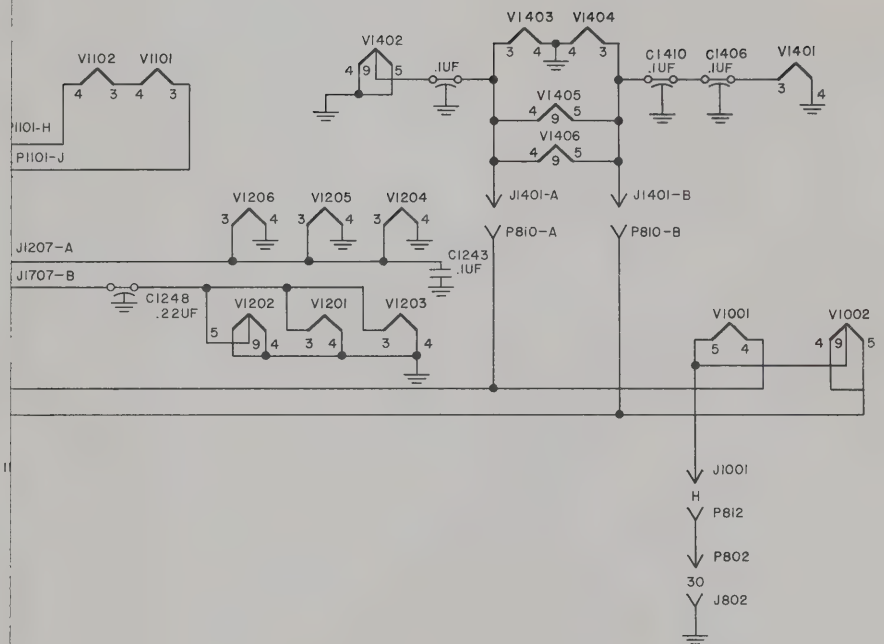 V1403 V1404
V1402
V1102 V1101
3 4 4 3
C1410 C1406
.1UF .1UF
V1401
4 9 5
.1UF
4 3 4 3
3 4
V1405
4 9 5
V1406
4 9 5
P1101-H
P1101-J
J1401-A
J1401-B
P810-A
P810-B
V1206 V1205 V1204
3 4 3 4 3 4
J1207-A
C1243
.1UF
J1707-B
C1248
.22UF
V1202 V1201 V1203
5 9 4 3 4 3 4
V1001
5 4
V1002
4 9 5
11
J1001
H
P812
P802
30
J802